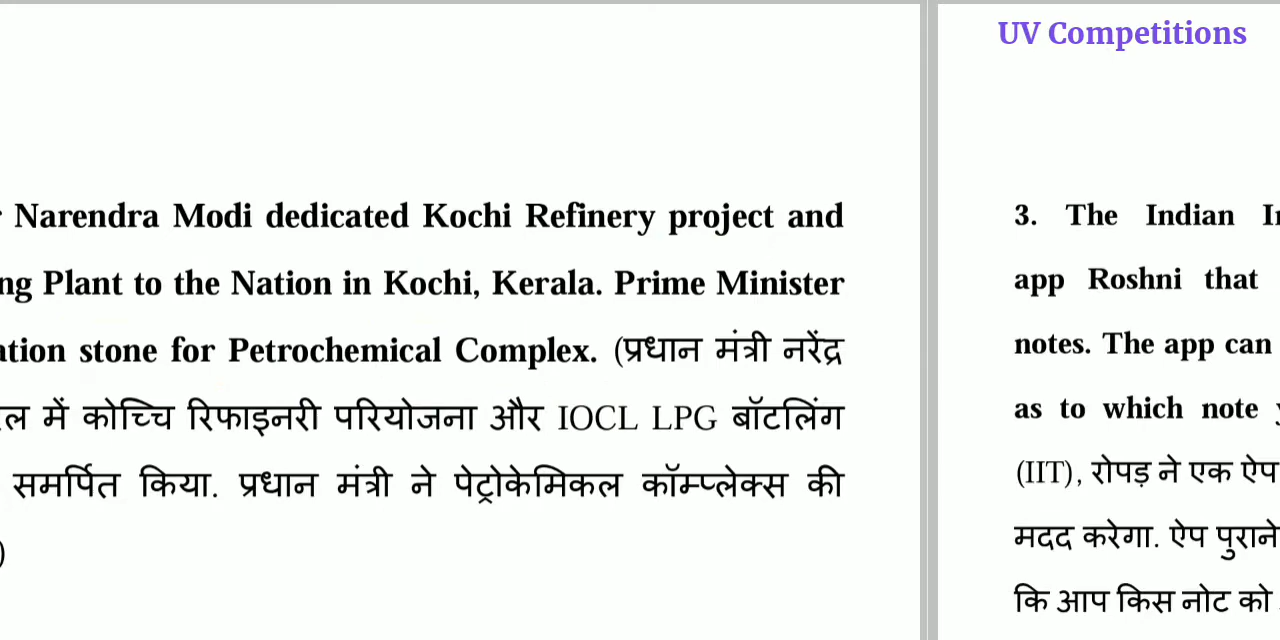 Narendra Modi dedicated Kochi Refinery project and
ng Plant to the Nation in Kochi, Kerala. Prime Minister
ation stone for Petrochemical Complex. (प्रधान मंत्री नरेंद्र
ल में कोच्चि रिफाइनरी परियोजना और IOCL LPG बॉटलिंग
समर्पित किया. प्रधान मंत्री ने पेट्रोकेमिकल कॉम्प्लेक्स की
)
UV Competitions
3. The Indian In
app Roshni that
notes. The app can
as to which note
(IIT), रोपड़ ने एक ऐप
मदद करेगा. ऐप पुराने
कि आप किस नोट को